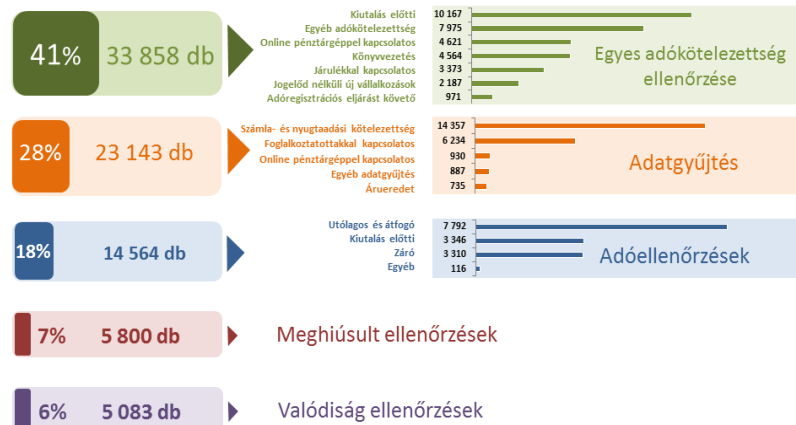 41%
33 858 db
Kiutalás előtti 10 167
Egyéb adókötelezettség 7 975
Online pénztárgéppel kapcsolatos 4 621
Könyvvezetés 4 564
Járulékkal kapcsolatos 3 373
Jogelőd nélküli új vállalkozások 2 187
Adóregisztrációs eljárást követő 971
Egyes adókötelezettség
ellenőrzése
28%
23 143 db
Számla- és nyugtaadási kötelezettség 14 357
Foglalkoztatottakkal kapcsolatos 6 234
Online pénztárgéppel kapcsolatos 930
Egyéb adatgyűjtés 887
Árueredet 735
Adatgyűjtés
18%
14 564 db
Utólagos és átfogó 7 792
Kiutalás előtti 3 346
Záró 3 310
Egyéb 116
Adóellenőrzések
7%
5 800 db
Meghiúsult ellenőrzések
6%
5 083 db
Valódiság ellenőrzések